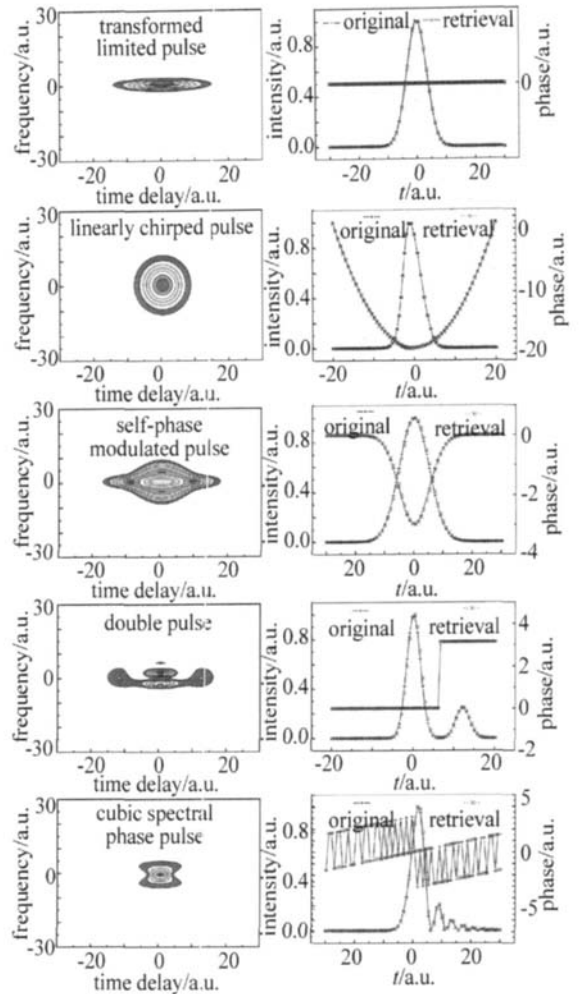 transformed
limited pulse
frequency/a.u.
30
0
-30
-20 0 20
time delay/a.u.
original retrieval
intensity/a.u.
1.0
0.8
0.4
0.0
0
phase/a.u.
-20 0 20
t/a.u.
linearly chirped pulse
frequency/a.u.
30
0
-30
-20 0 20
time delay/a.u.
original retrieval
intensity/a.u.
1.0
0.8
0.4
0.0
0
-10
-20
phase/a.u.
-20 0 20
t/a.u.
self-phase
modulated pulse
frequency/a.u.
30
0
-30
-20 0 20
time delay/a.u.
original retrieval
intensity/a.u.
0.8
0.4
0.0
0
-2
-4
phase/a.u.
20 0 20
t/a.u.
double pulse
frequency/a.u.
30
0
-30
-20 0 20
time delay/a.u.
original retrieval
intensity/a.u.
0.8
0.4
0.0
4
2
0
-2
phase/a.u.
-20 0 20
t/a.u.
cubic spectral
phase pulse
frequency/a.u.
30
0
-30
-20 0 20
time delay/a.u.
original retrieval
intensity/a.u.
0.8
0.4
0.0
5
0
-5
phase/a.u.
20 0 20
t/a.u.